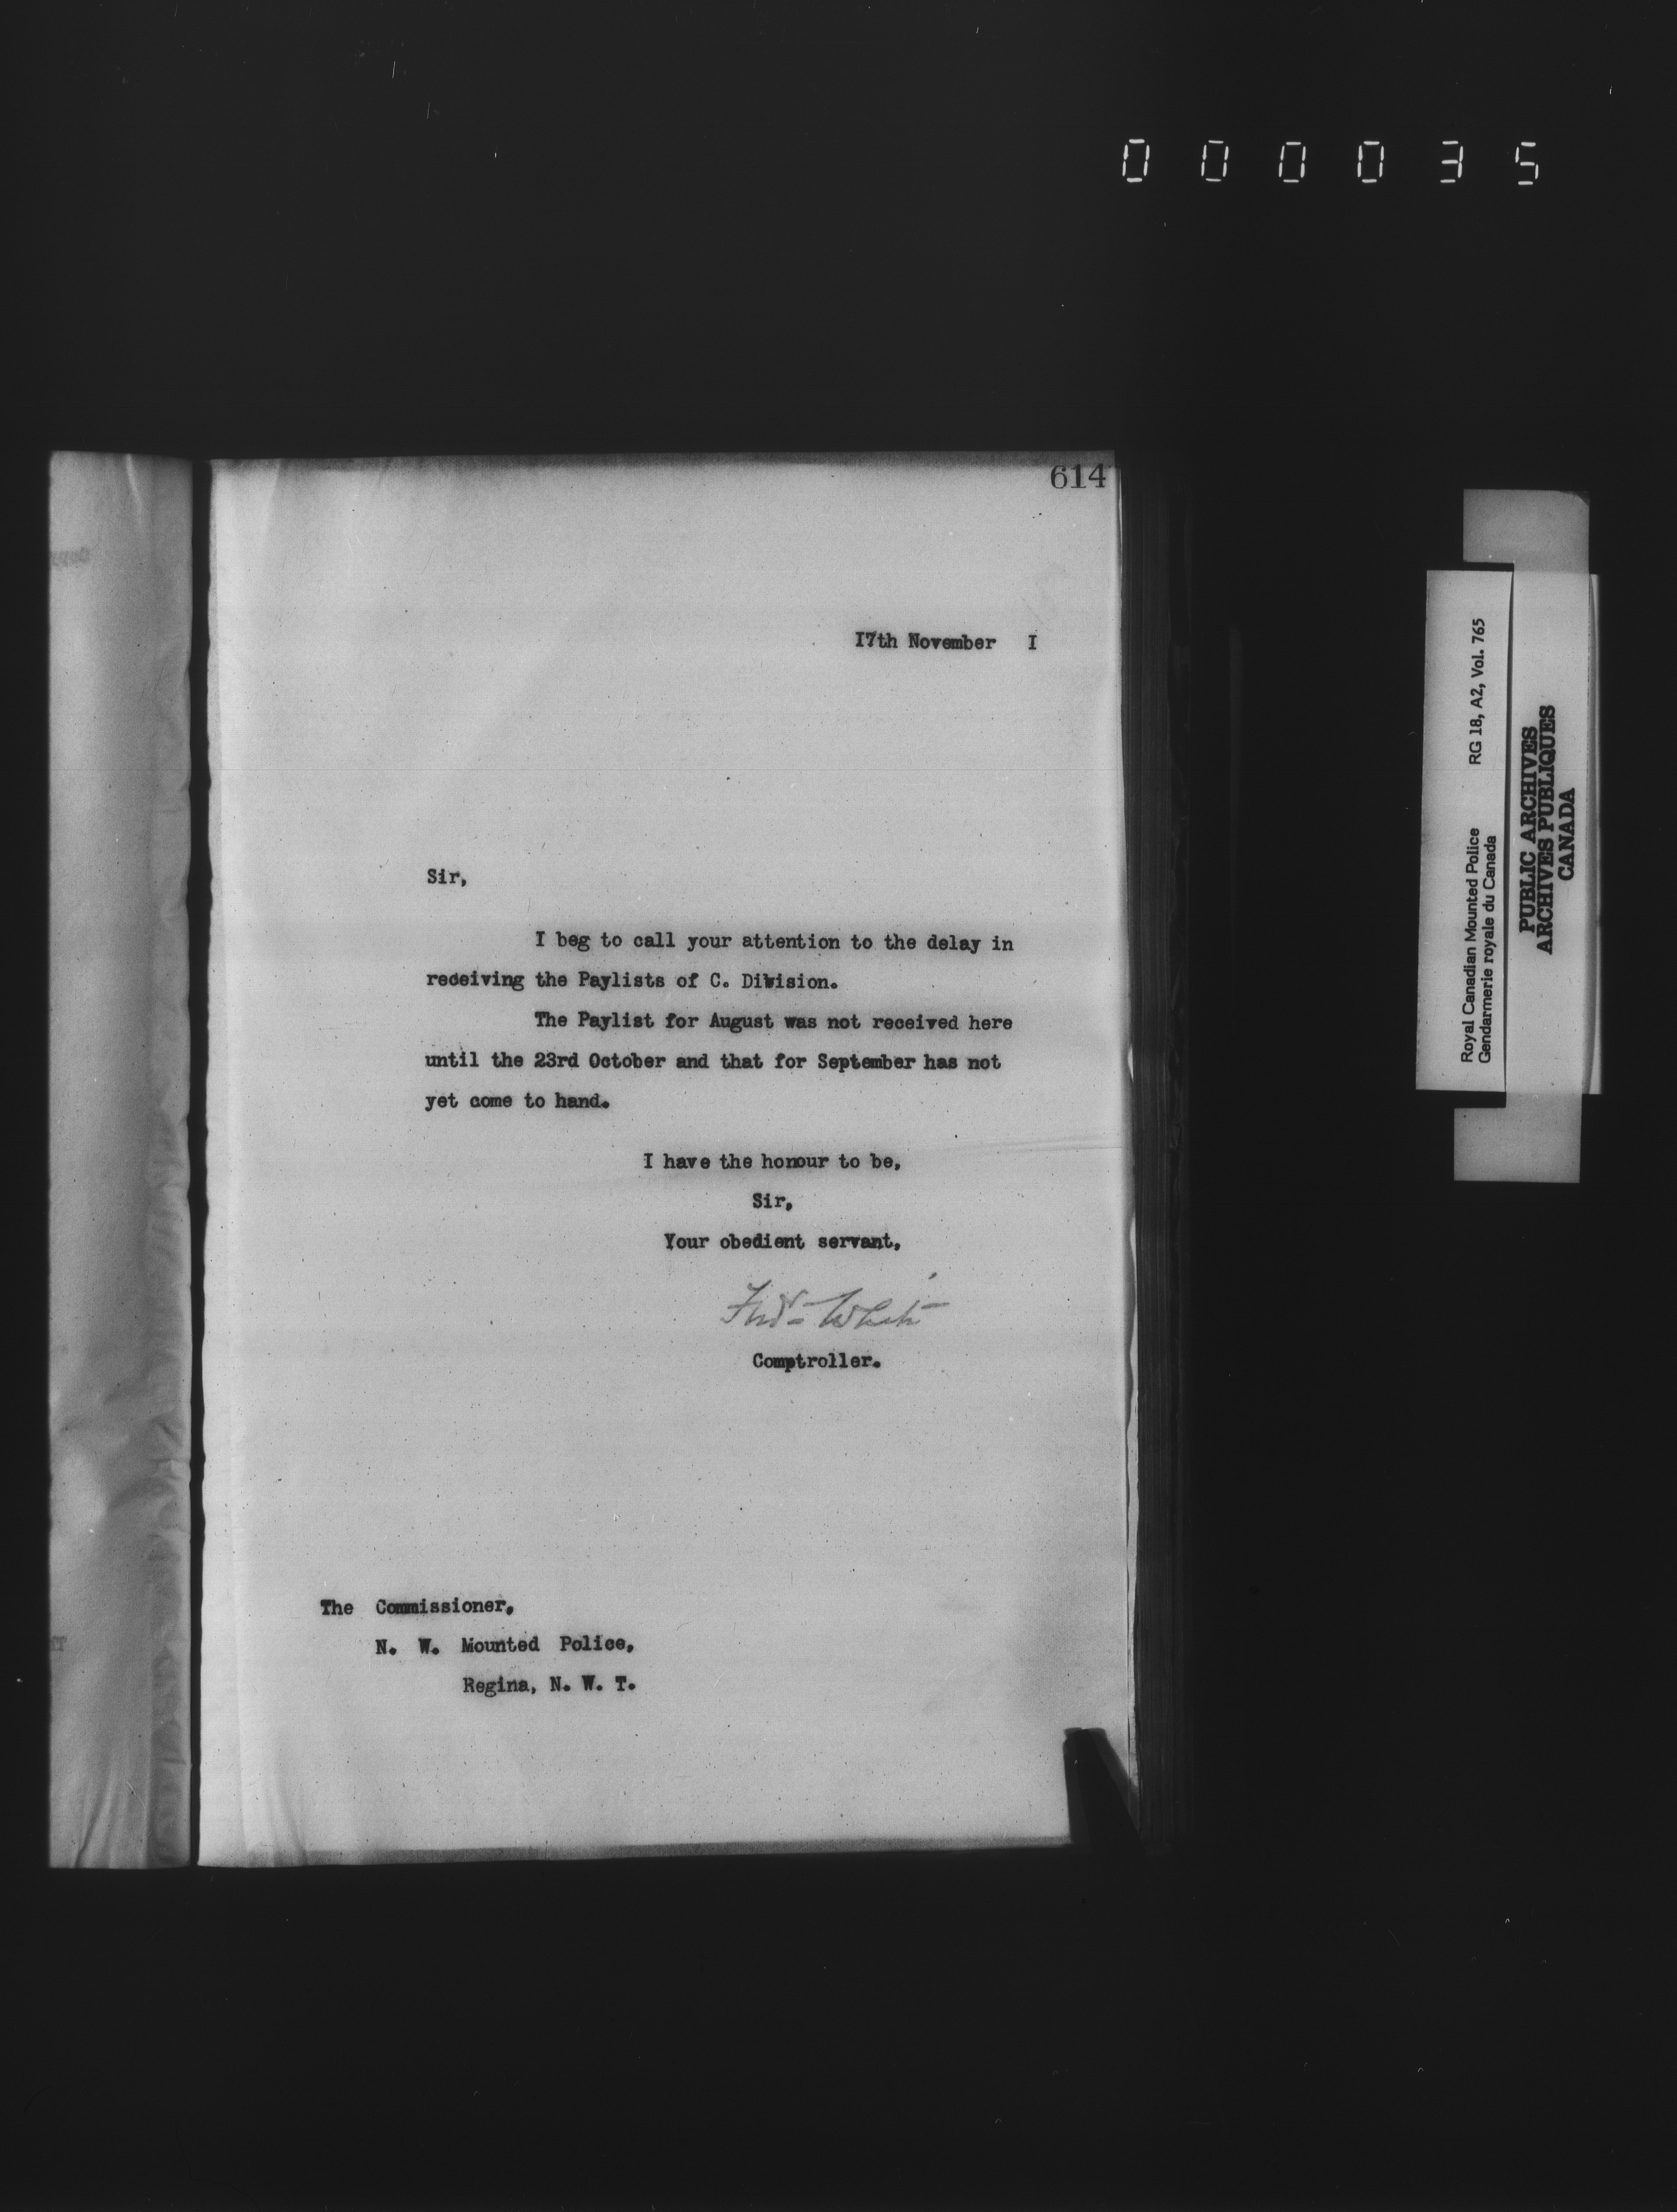 000035
614
17th November I
Sir,
I beg to call your attention to the delay in
receiving the Paylists of C. Division.
The Paylist for August was not received here
until the 23rd October and that for September has not
yet come to hand.
I have the honour to be,
Sir,
Your obedient servant,
Fred White
Comptroller.
The Commissioner,
N. W. Mounted Police,
Regina, N. W. T.
Royal Canadian Mounted Police RG 18, A2, Vol. 765
Gendarmerie royale du Canada
PUBLIC ARCHIVES
ARCHIVES PUBLIQUES
CANADA